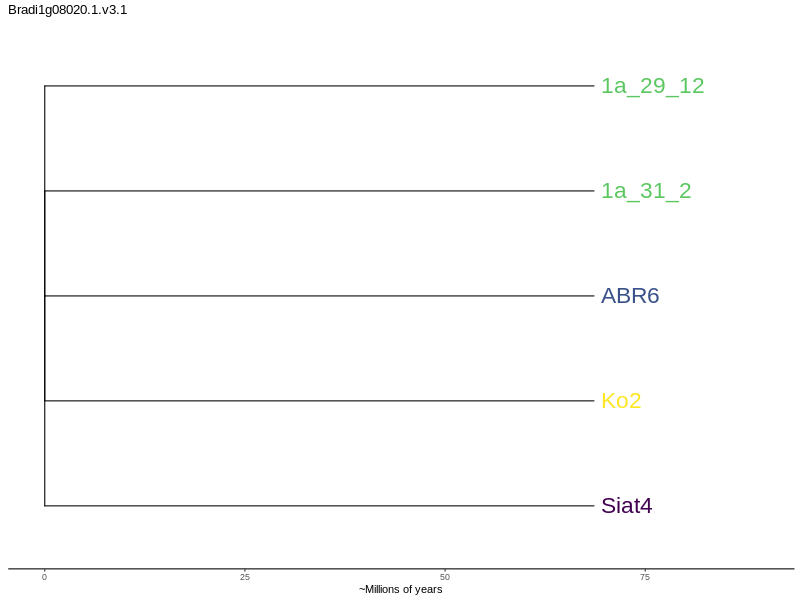 Bradi1g08020.1.v3.1
1a_29_12
1a_31_2
ABR6
Ko2
Siat4
0 25 50 75
~Millions of years